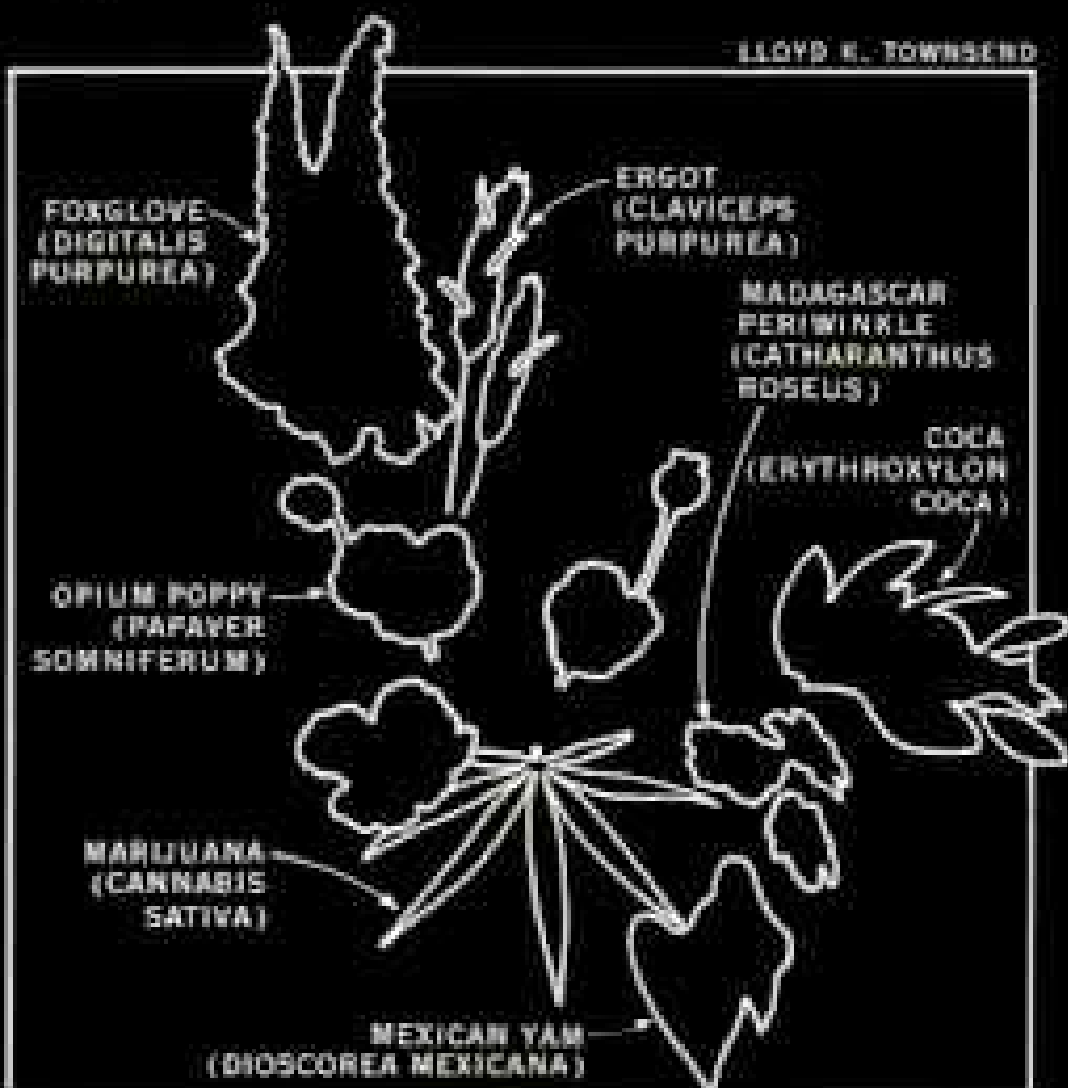 LLOYD K. TOWNSEND
FOXGLOVE
(DIGITALIS
PURPUREA)
ERGOT
(CLAVICEPS
PURPUREA)
MADAGASCAR
PERIWINKLE
(CATHARANTHUS
ROSEUS)
COCA
(ERYTHROXYLON
COCA)
OPIUM POPPY
(PAPAVER
SOMNIFERUM)
MARIJUANA
(CANNABIS
SATIVA)
MEXICAN YAM
(DIOSCOREA MEXICANA)